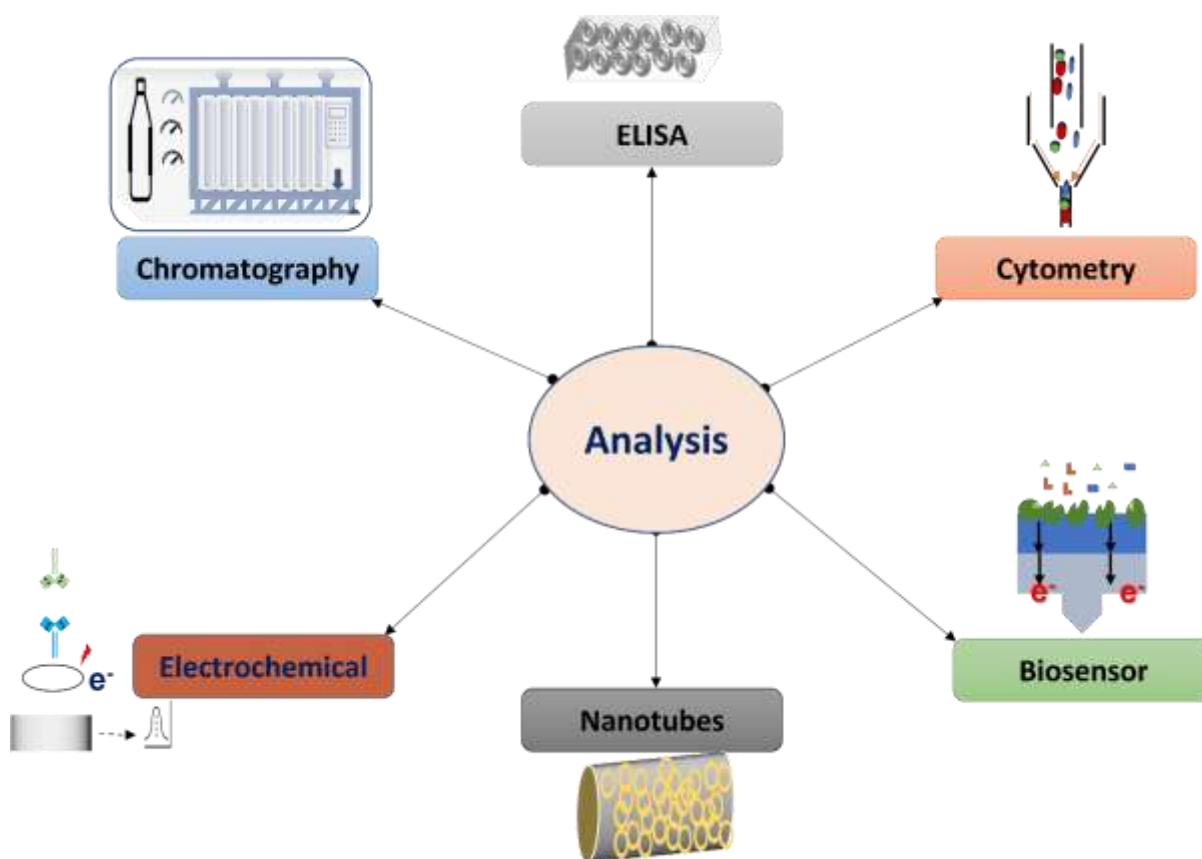 ELISA
Chromatography
Cytometry
Analysis
Electrochemical
e-
Nanotubes
Biosensor
e-
e-